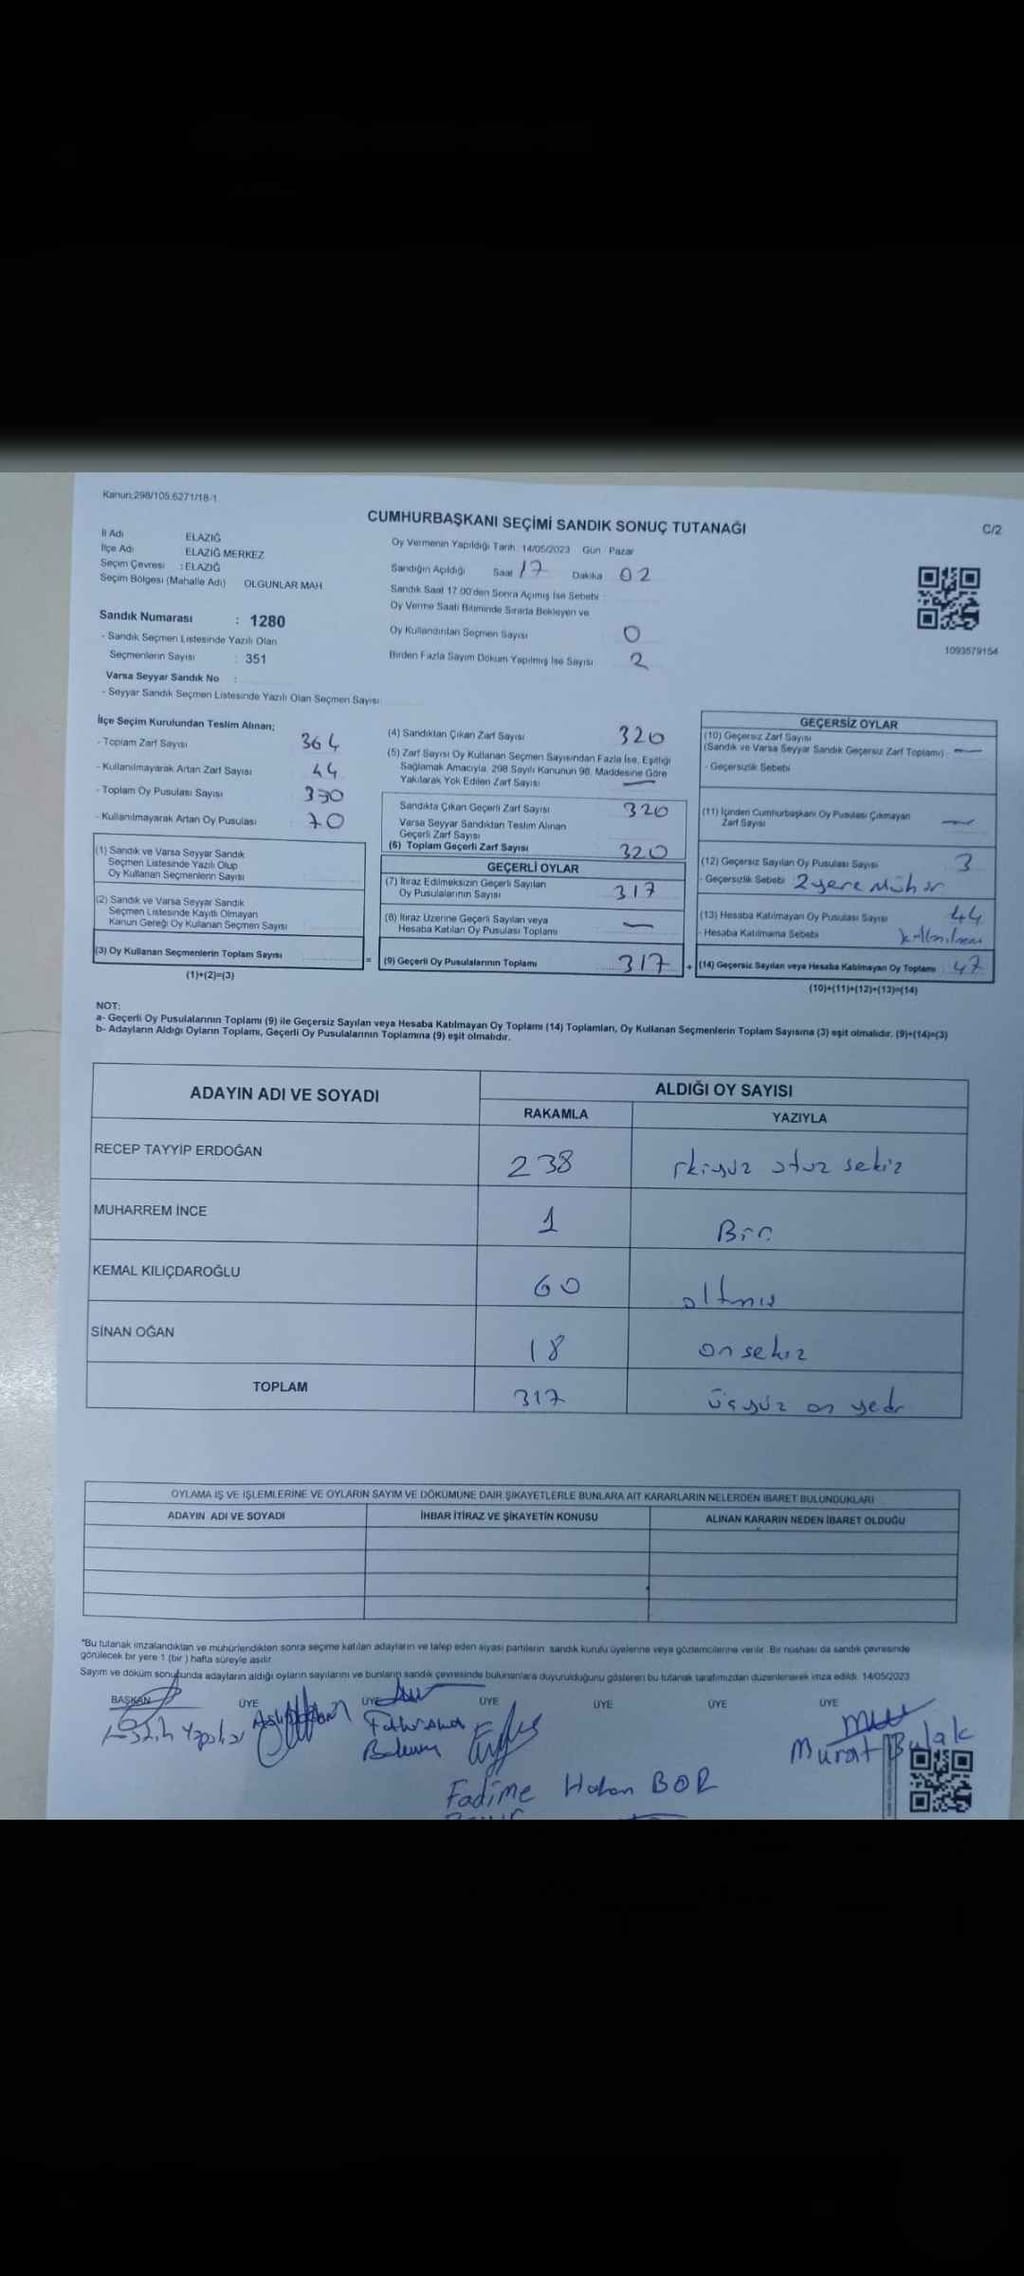 Kanun:298/105.6271/18-1
CUMHURBAŞKANI SEÇİMİ SANDIK SONUÇ TUTANAĞI
C/2
İl Adı ELAZIĞ
İlçe Adı ELAZIĞ MERKEZ
Seçim Çevresi : ELAZIĞ
Seçim Bölgesi (Mahalle Adı) OLGUNLAR MAH
Sandık Numarası : 1280
- Sandık Seçmen Listesinde Yazılı Olan
Seçmenlerin Sayısı : 351
Varsa Seyyar Sandık No :
- Seyyar Sandık Seçmen Listesinde Yazılı Olan Seçmen Sayısı
Oy Vermenin Yapıldığı Tarih 14/05/2023 Gün Pazar
Sandığın Açıldığı Saat 17 Dakika 02
Sandık Saat 17.00'den Sonra Açılmış İse Sebebi
Oy Verme Saati Bitiminde Sırada Bekleyen ve
Oy Kullandırılan Seçmen Sayısı 0
Birden Fazla Sayım Döküm Yapılmış İse Sayısı 2
1093579154
İlçe Seçim Kurulundan Teslim Alınan;
- Toplam Zarf Sayısı 364
- Kullanılmayarak Artan Zarf Sayısı 44
- Toplam Oy Pusulası Sayısı 390
- Kullanılmayarak Artan Oy Pusulası 70
(1) Sandık ve Varsa Seyyar Sandık
Seçmen Listesinde Yazılı Olup
Oy Kullanan Seçmenlerin Sayısı
(2) Sandık ve Varsa Seyyar Sandık
Seçmen Listesinde Kayıtlı Olmayan
Kanun Gereği Oy Kullanan Seçmen Sayısı
(3) Oy Kullanan Seçmenlerin Toplam Sayısı
(1)+(2)=(3)
(4) Sandıktan Çıkan Zarf Sayısı 320
(5) Zarf Sayısı Oy Kullanan Seçmen Sayısından Fazla İse, Eşitliği
Sağlamak Amacıyla, 298 Sayılı Kanunun 98. Maddesine Göre
Yakılarak Yok Edilen Zarf Sayısı —
Sandıkta Çıkan Geçerli Zarf Sayısı 320
Varsa Seyyar Sandıktan Teslim Alınan
Geçerli Zarf Sayısı
(6) Toplam Geçerli Zarf Sayısı 320
GEÇERLİ OYLAR
(7) İtiraz Edilmeksizin Geçerli Sayılan
Oy Pusulalarının Sayısı 317
(8) İtiraz Üzerine Geçerli Sayılan veya
Hesaba Katılan Oy Pusulası Toplamı —
= (9) Geçerli Oy Pusulalarının Toplamı 317 +
GEÇERSİZ OYLAR
(10) Geçersiz Zarf Sayısı
(Sandık ve Varsa Seyyar Sandık Geçersiz Zarf Toplamı) —
- Geçersizlik Sebebi
(11) İçinden Cumhurbaşkanı Oy Pusulası Çıkmayan
Zarf Sayısı —
(12) Geçersiz Sayılan Oy Pusulası Sayısı 3
- Geçersizlik Sebebi 2 yere Mühür
(13) Hesaba Katılmayan Oy Pusulası Sayısı 44
- Hesaba Katılmama Sebebi
(14) Geçersiz Sayılan veya Hesaba Katılmayan Oy Toplamı 47
(10)+(11)+(12)+(13)=(14)
NOT:
a- Geçerli Oy Pusulalarının Toplamı (9) ile Geçersiz Sayılan veya Hesaba Katılmayan Oy Toplamı (14) Toplamları, Oy Kullanan Seçmenlerin Toplam Sayısına (3) eşit olmalıdır. (9)+(14)=(3)
b- Adayların Aldığı Oyların Toplamı, Geçerli Oy Pusulalarının Toplamına (9) eşit olmalıdır.
ADAYIN ADI VE SOYADI
ALDIĞI OY SAYISI
RAKAMLA YAZIYLA
RECEP TAYYİP ERDOĞAN 238 ikiyüz otuz sekiz
MUHARREM İNCE 1 Bir
KEMAL KILIÇDAROĞLU 60 altmış
SİNAN OĞAN 18 on sekiz
TOPLAM 317 üçyüz on yedi
OYLAMA İŞ VE İŞLEMLERİNE VE OYLARIN SAYIM VE DÖKÜMÜNE DAİR ŞİKAYETLERLE BUNLARA AİT KARARLARIN NELERDEN İBARET BULUNDUKLARI
ADAYIN ADI VE SOYADI İHBAR İTİRAZ VE ŞİKAYETİN KONUSU ALINAN KARARIN NEDEN İBARET OLDUĞU
*Bu tutanak imzalandıktan ve mühürlendikten sonra seçime katılan adayların ve talep eden siyasi partilerin sandık kurulu üyelerine veya gözlemcilerine verilir. Bir nüshası da sandık çevresinde
görülecek bir yere 1 (bir) hafta süreyle asılır.
Sayım ve döküm sonucunda adayların aldığı oyların sayılarını ve bunların sandık çevresinde bulunanlara duyurulduğunu gösteren bu tutanak tarafımızdan düzenlenerek imza edildi. 14/05/2023
BAŞKAN ÜYE ÜYE ÜYE ÜYE ÜYE ÜYE
Murat Bulak
Fadime Hakan BOR